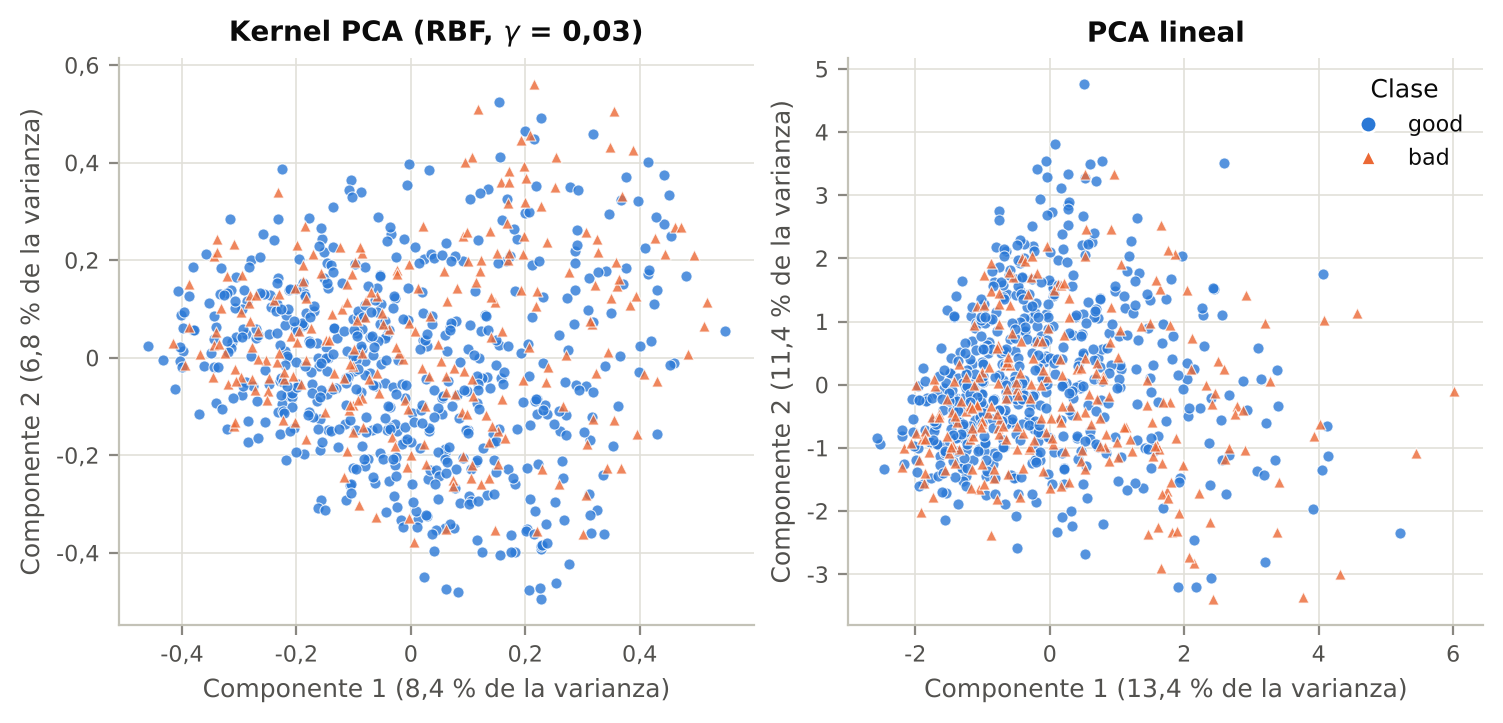 Kernel PCA (RBF, γ = 0,03)
Componente 2 (6,8 % de la varianza)
0,6
0,4
0,2
0
-0,2
-0,4
-0,4
-0,2
0
0,2
0,4
Componente 1 (8,4 % de la varianza)
PCA lineal
Componente 2 (11,4 % de la varianza)
5
4
3
2
1
0
-1
-2
-3
-2
0
2
4
6
Componente 1 (13,4 % de la varianza)
Clase
good
bad